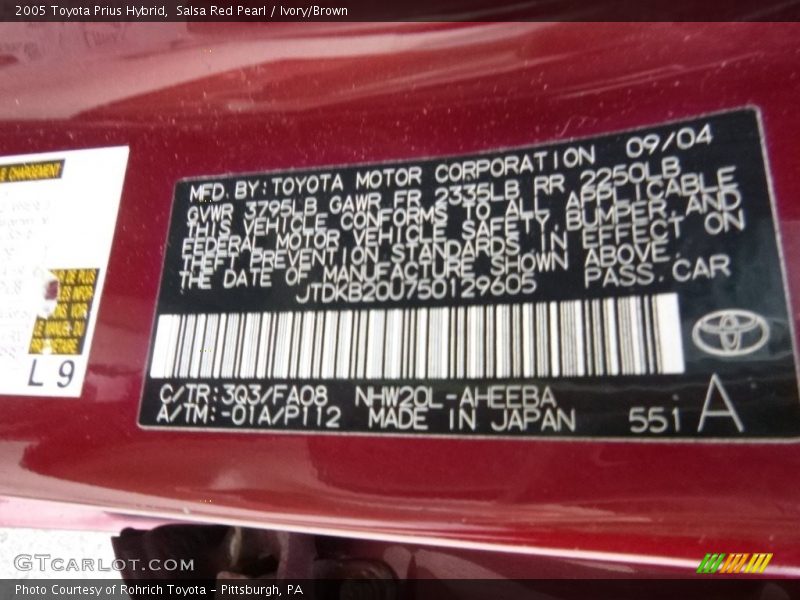 2005 Toyota Prius Hybrid, Salsa Red Pearl / Ivory/Brown
MFD. BY: TOYOTA MOTOR CORPORATION 09/04
GVWR 3795LB GAWR FR 2335LB RR 2250LB
THIS VEHICLE CONFORMS TO ALL APPLICABLE
FEDERAL MOTOR VEHICLE SAFETY, BUMPER, AND
THEFT PREVENTION STANDARDS IN EFFECT ON
THE DATE OF MANUFACTURE SHOWN ABOVE.
JTDKB20U750129605 PASS. CAR
C/TR: 3Q3/FA08 NHW20L-AHEEBA
A/TM: -01A/P112 MADE IN JAPAN 551 A
L 9
GTCARLOT.COM
Photo Courtesy of Rohrich Toyota - Pittsburgh, PA